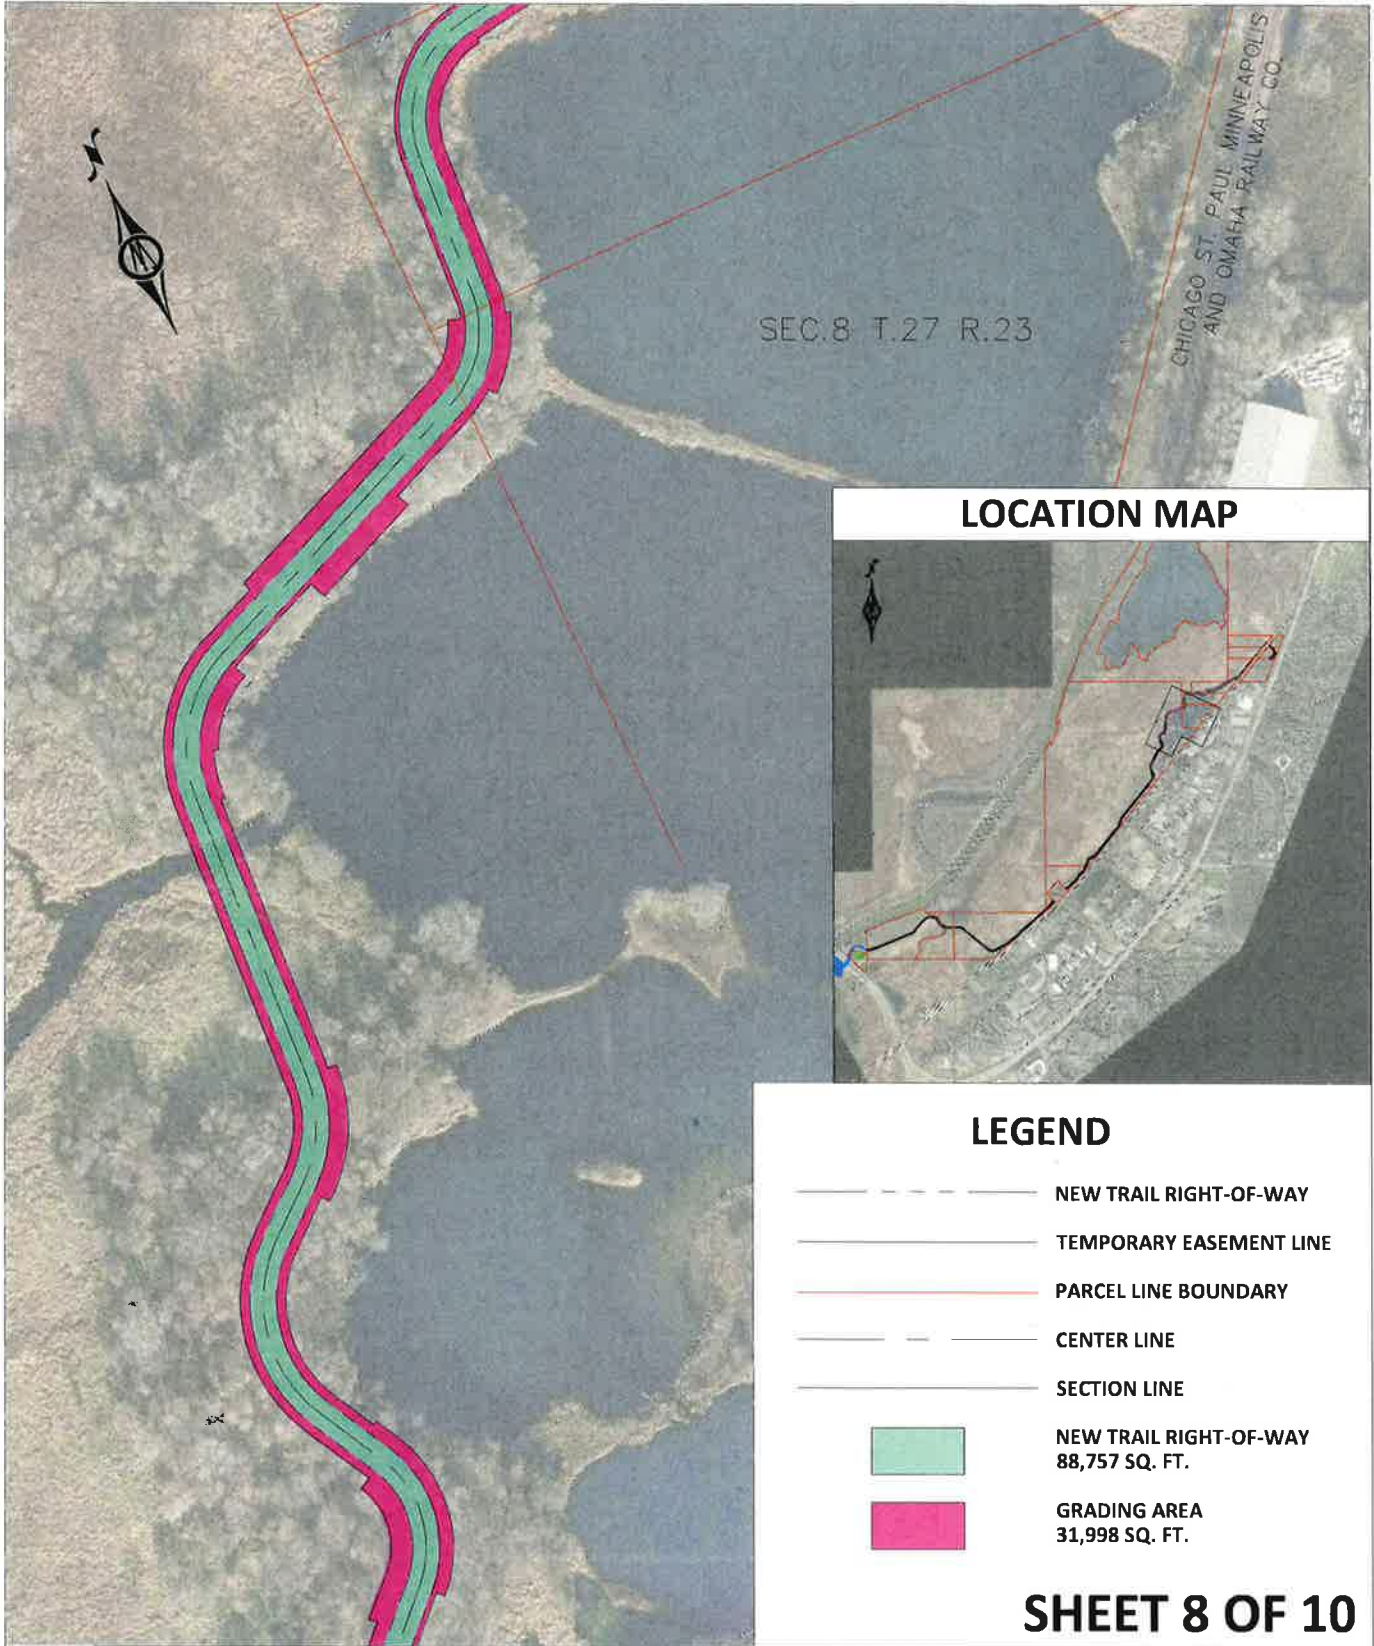 CHICAGO ST. PAUL MINNEAPOLIS
AND OMAHA RAILWAY CO.
SEC.8 T.27 R.23
LOCATION MAP
LEGEND
NEW TRAIL RIGHT-OF-WAY
TEMPORARY EASEMENT LINE
PARCEL LINE BOUNDARY
CENTER LINE
SECTION LINE
NEW TRAIL RIGHT-OF-WAY
88,757 SQ. FT.
GRADING AREA
31,998 SQ. FT.
SHEET 8 OF 10